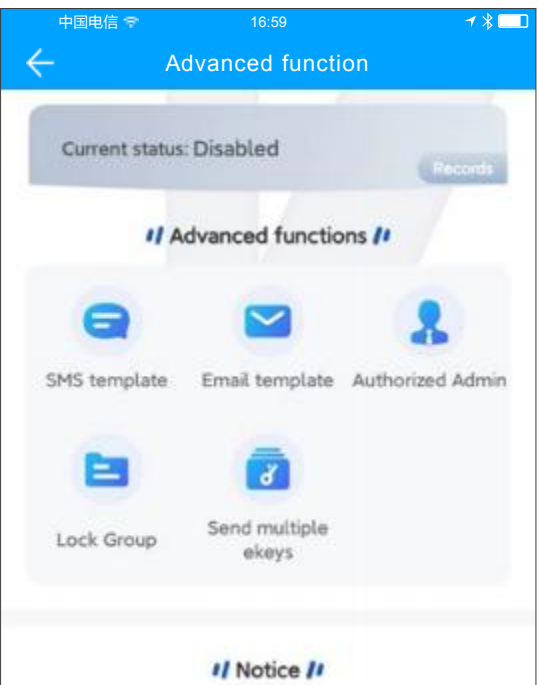 中国电信 16:59
Advanced function
Current status: Disabled
Records
Advanced functions
SMS template Email template Authorized Admin
Lock Group Send multiple
ekeys
Notice